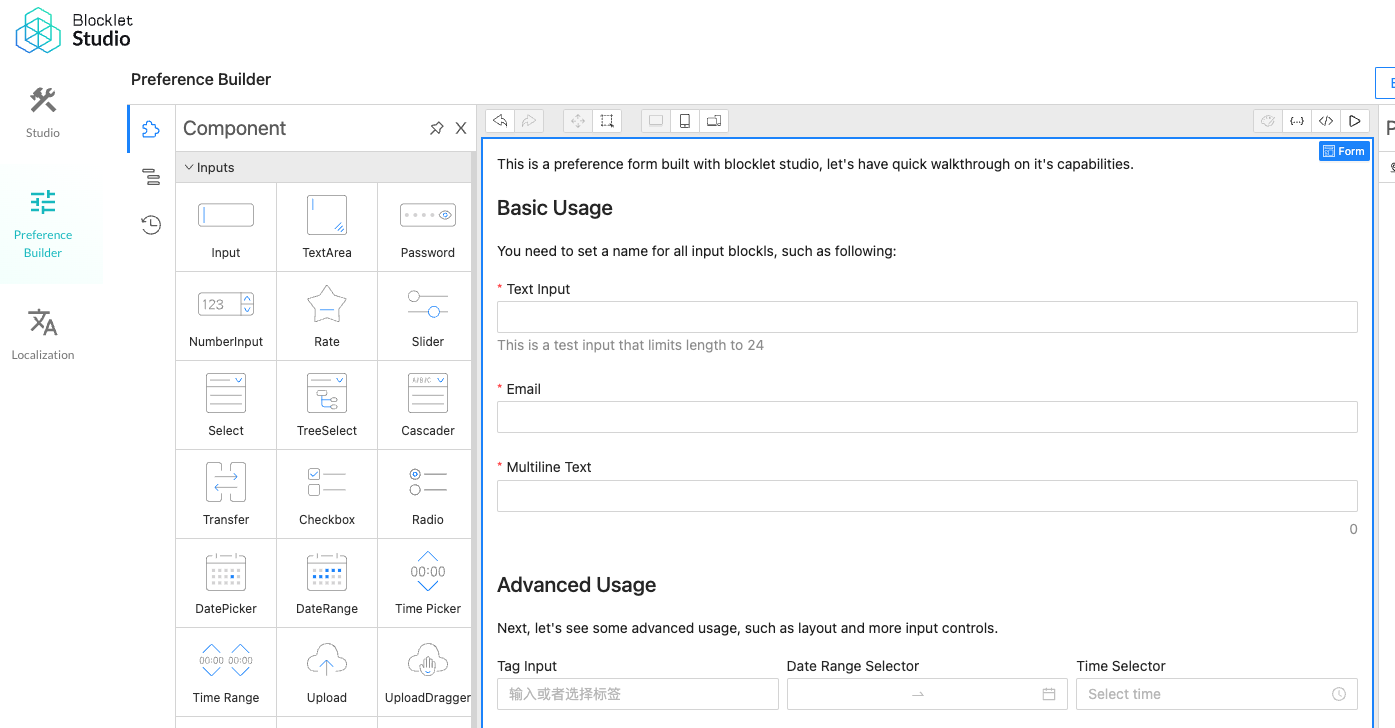 Blocklet
Studio
Preference Builder
Studio
Preference
Builder
Localization
Component
Inputs
Input
TextArea
Password
123
NumberInput
Rate
Slider
Select
TreeSelect
A/B/C
Cascader
Transfer
Checkbox
Radio
DatePicker
DateRange
00:00
Time Picker
00:00 00:00
Time Range
Upload
UploadDragger
Form
This is a preference form built with blocklet studio, let's have quick walkthrough on it's capabilities.
Basic Usage
You need to set a name for all input blockls, such as following:
* Text Input
This is a test input that limits length to 24
* Email
* Multiline Text
0
Advanced Usage
Next, let's see some advanced usage, such as layout and more input controls.
Tag Input
Date Range Selector
Time Selector
输入或者选择标签
Select time